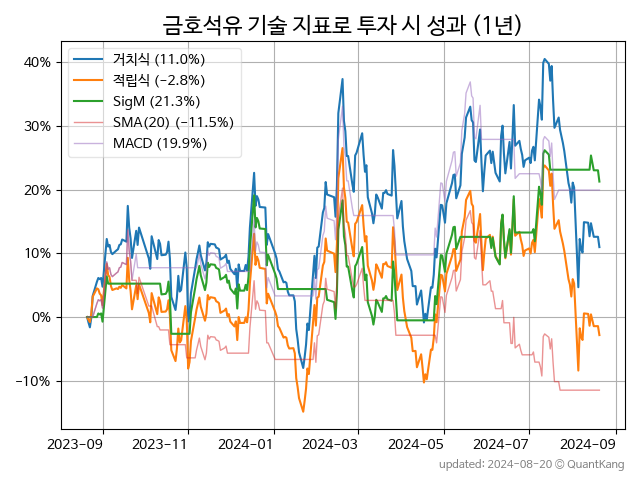 금호석유 기술 지표로 투자 시 성과 (1년)
거치식 (11.0%)
적립식 (−2.8%)
SigM (21.3%)
SMA(20) (−11.5%)
MACD (19.9%)
40%
30%
20%
10%
0%
−10%
2023-09
2023-11
2024-01
2024-03
2024-05
2024-07
2024-09
updated: 2024-08-20 © QuantKang